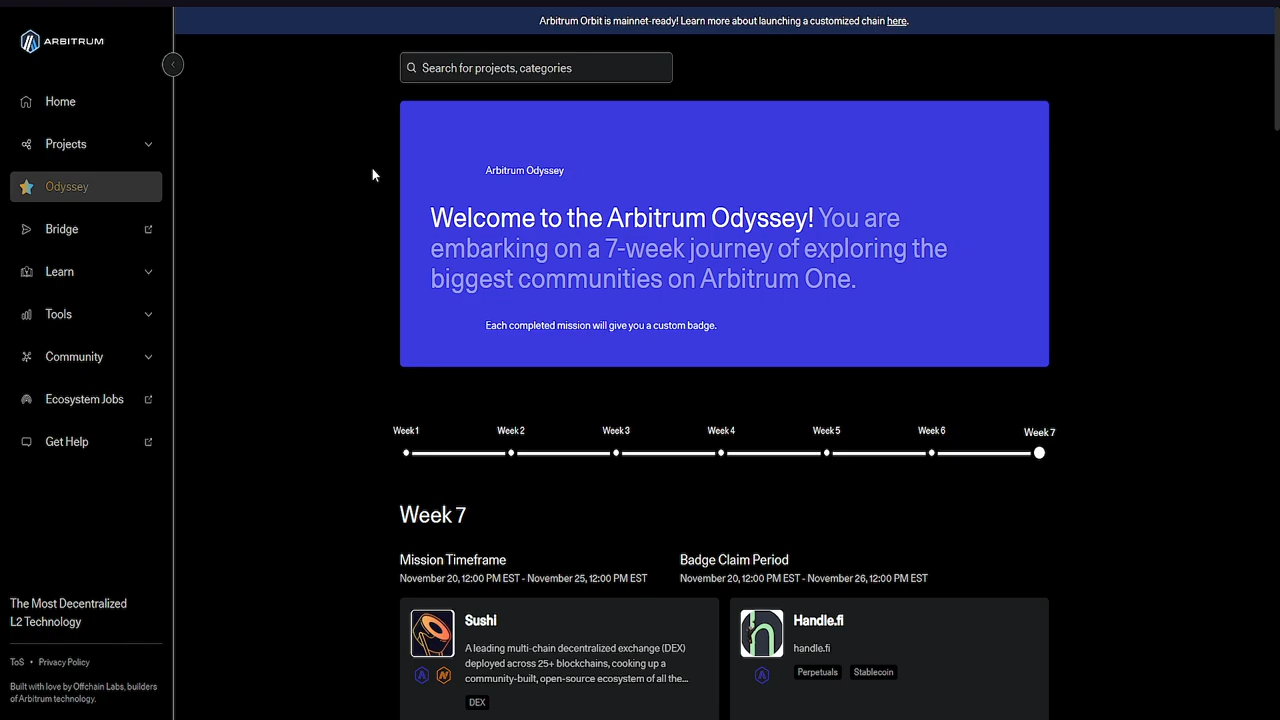 Arbitrum Orbit is mainnet-ready! Learn more about launching a customized chain here.
ARBITRUM
Search for projects, categories
Home
Projects
Odyssey
Bridge
Learn
Tools
Community
Ecosystem Jobs
Get Help
The Most Decentralized
L2 Technology
ToS • Privacy Policy
Built with love by Offchain Labs, builders
of Arbitrum technology.
Arbitrum Odyssey
Welcome to the Arbitrum Odyssey! You are
embarking on a 7-week journey of exploring the
biggest communities on Arbitrum One.
Each completed mission will give you a custom badge.
Week 1
Week 2
Week 3
Week 4
Week 5
Week 6
Week 7
Week 7
Mission Timeframe
November 20, 12:00 PM EST - November 25, 12:00 PM EST
Badge Claim Period
November 20, 12:00 PM EST - November 26, 12:00 PM EST
Sushi
A leading multi-chain decentralized exchange (DEX)
deployed across 25+ blockchains, cooking up a
community-built, open-source ecosystem of all the...
DEX
Handle.fi
handle.fi
Perpetuals
Stablecoin